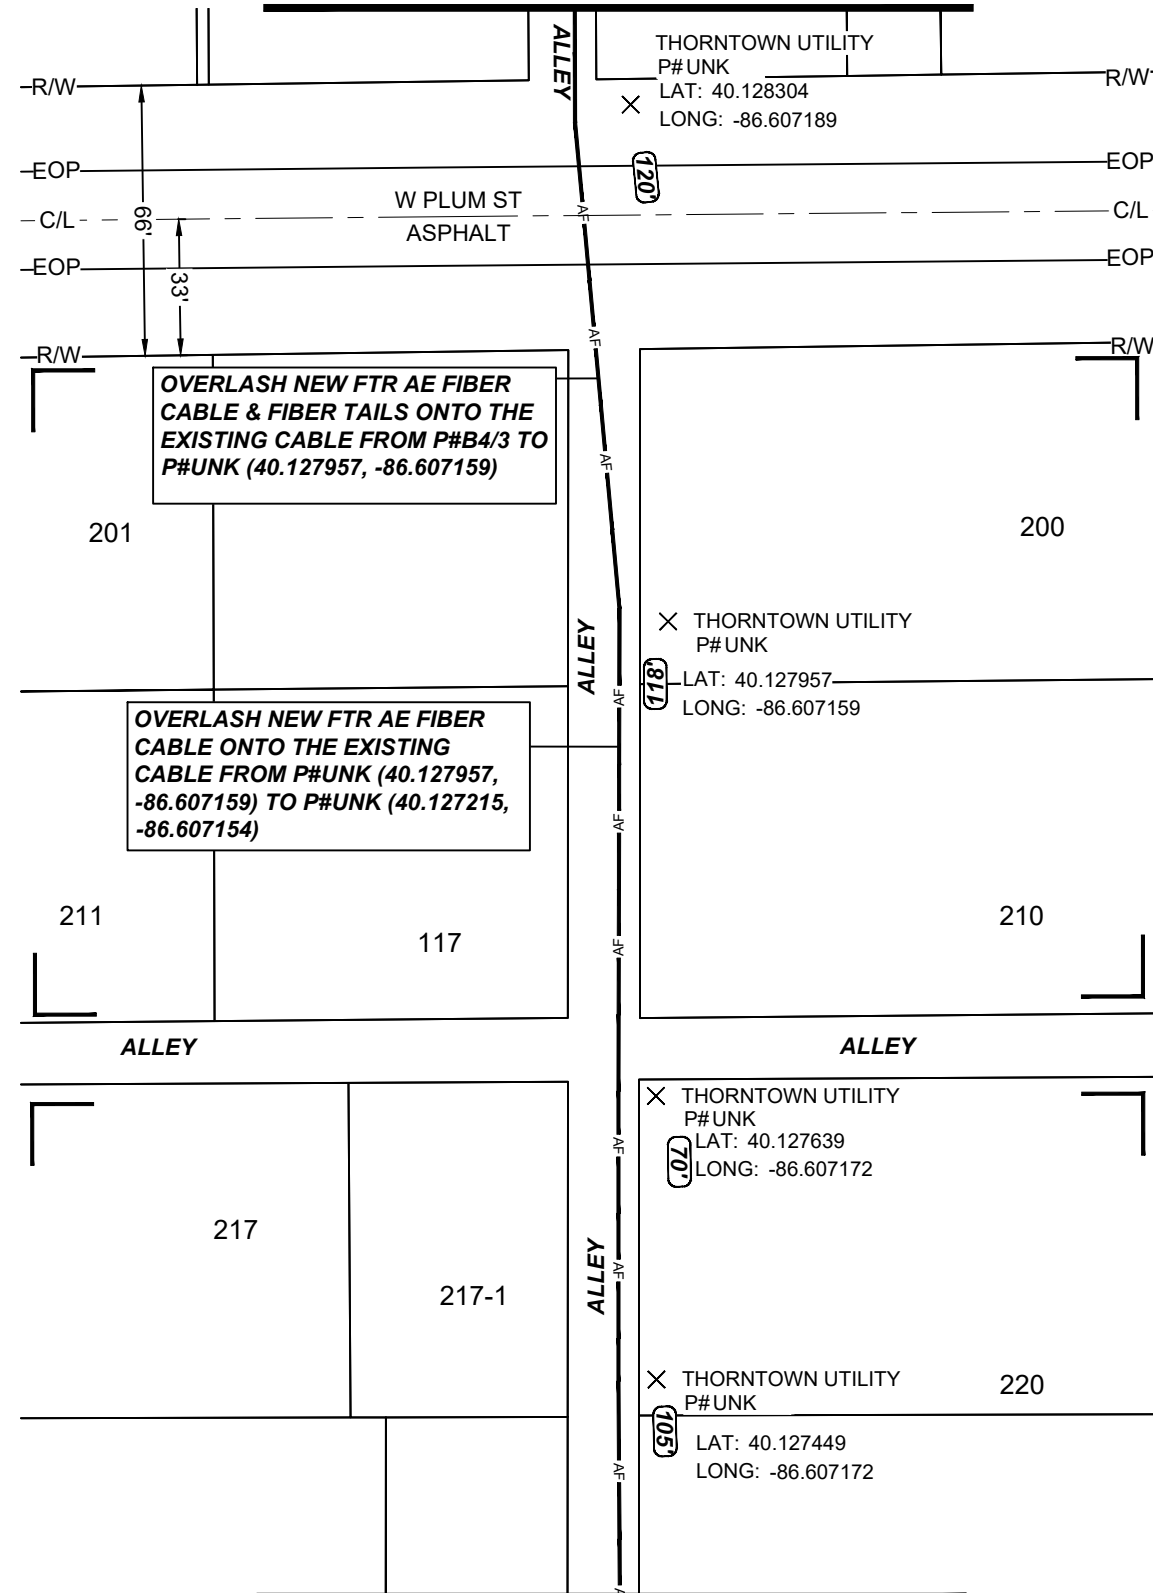 ALLEY
THORNTOWN UTILITY
P# UNK
LAT: 40.128304
LONG: -86.607189
R/W
R/W
EOP
EOP
120'
W PLUM ST
ASPHALT
C/L
C/L
AF
66'
33'
EOP
EOP
AF
R/W
R/W
OVERLASH NEW FTR AE FIBER
CABLE & FIBER TAILS ONTO THE
EXISTING CABLE FROM P#B4/3 TO
P#UNK (40.127957, -86.607159)
AF
201
200
THORNTOWN UTILITY
P# UNK
LAT: 40.127957
LONG: -86.607159
118'
ALLEY
AF
OVERLASH NEW FTR AE FIBER
CABLE ONTO THE EXISTING
CABLE FROM P#UNK (40.127957,
-86.607159) TO P#UNK (40.127215,
-86.607154)
AF
211
117
AF
210
ALLEY
ALLEY
THORNTOWN UTILITY
P# UNK
LAT: 40.127639
LONG: -86.607172
70'
AF
217
217-1
ALLEY
AF
THORNTOWN UTILITY
P# UNK
220
105'
LAT: 40.127449
LONG: -86.607172
AF